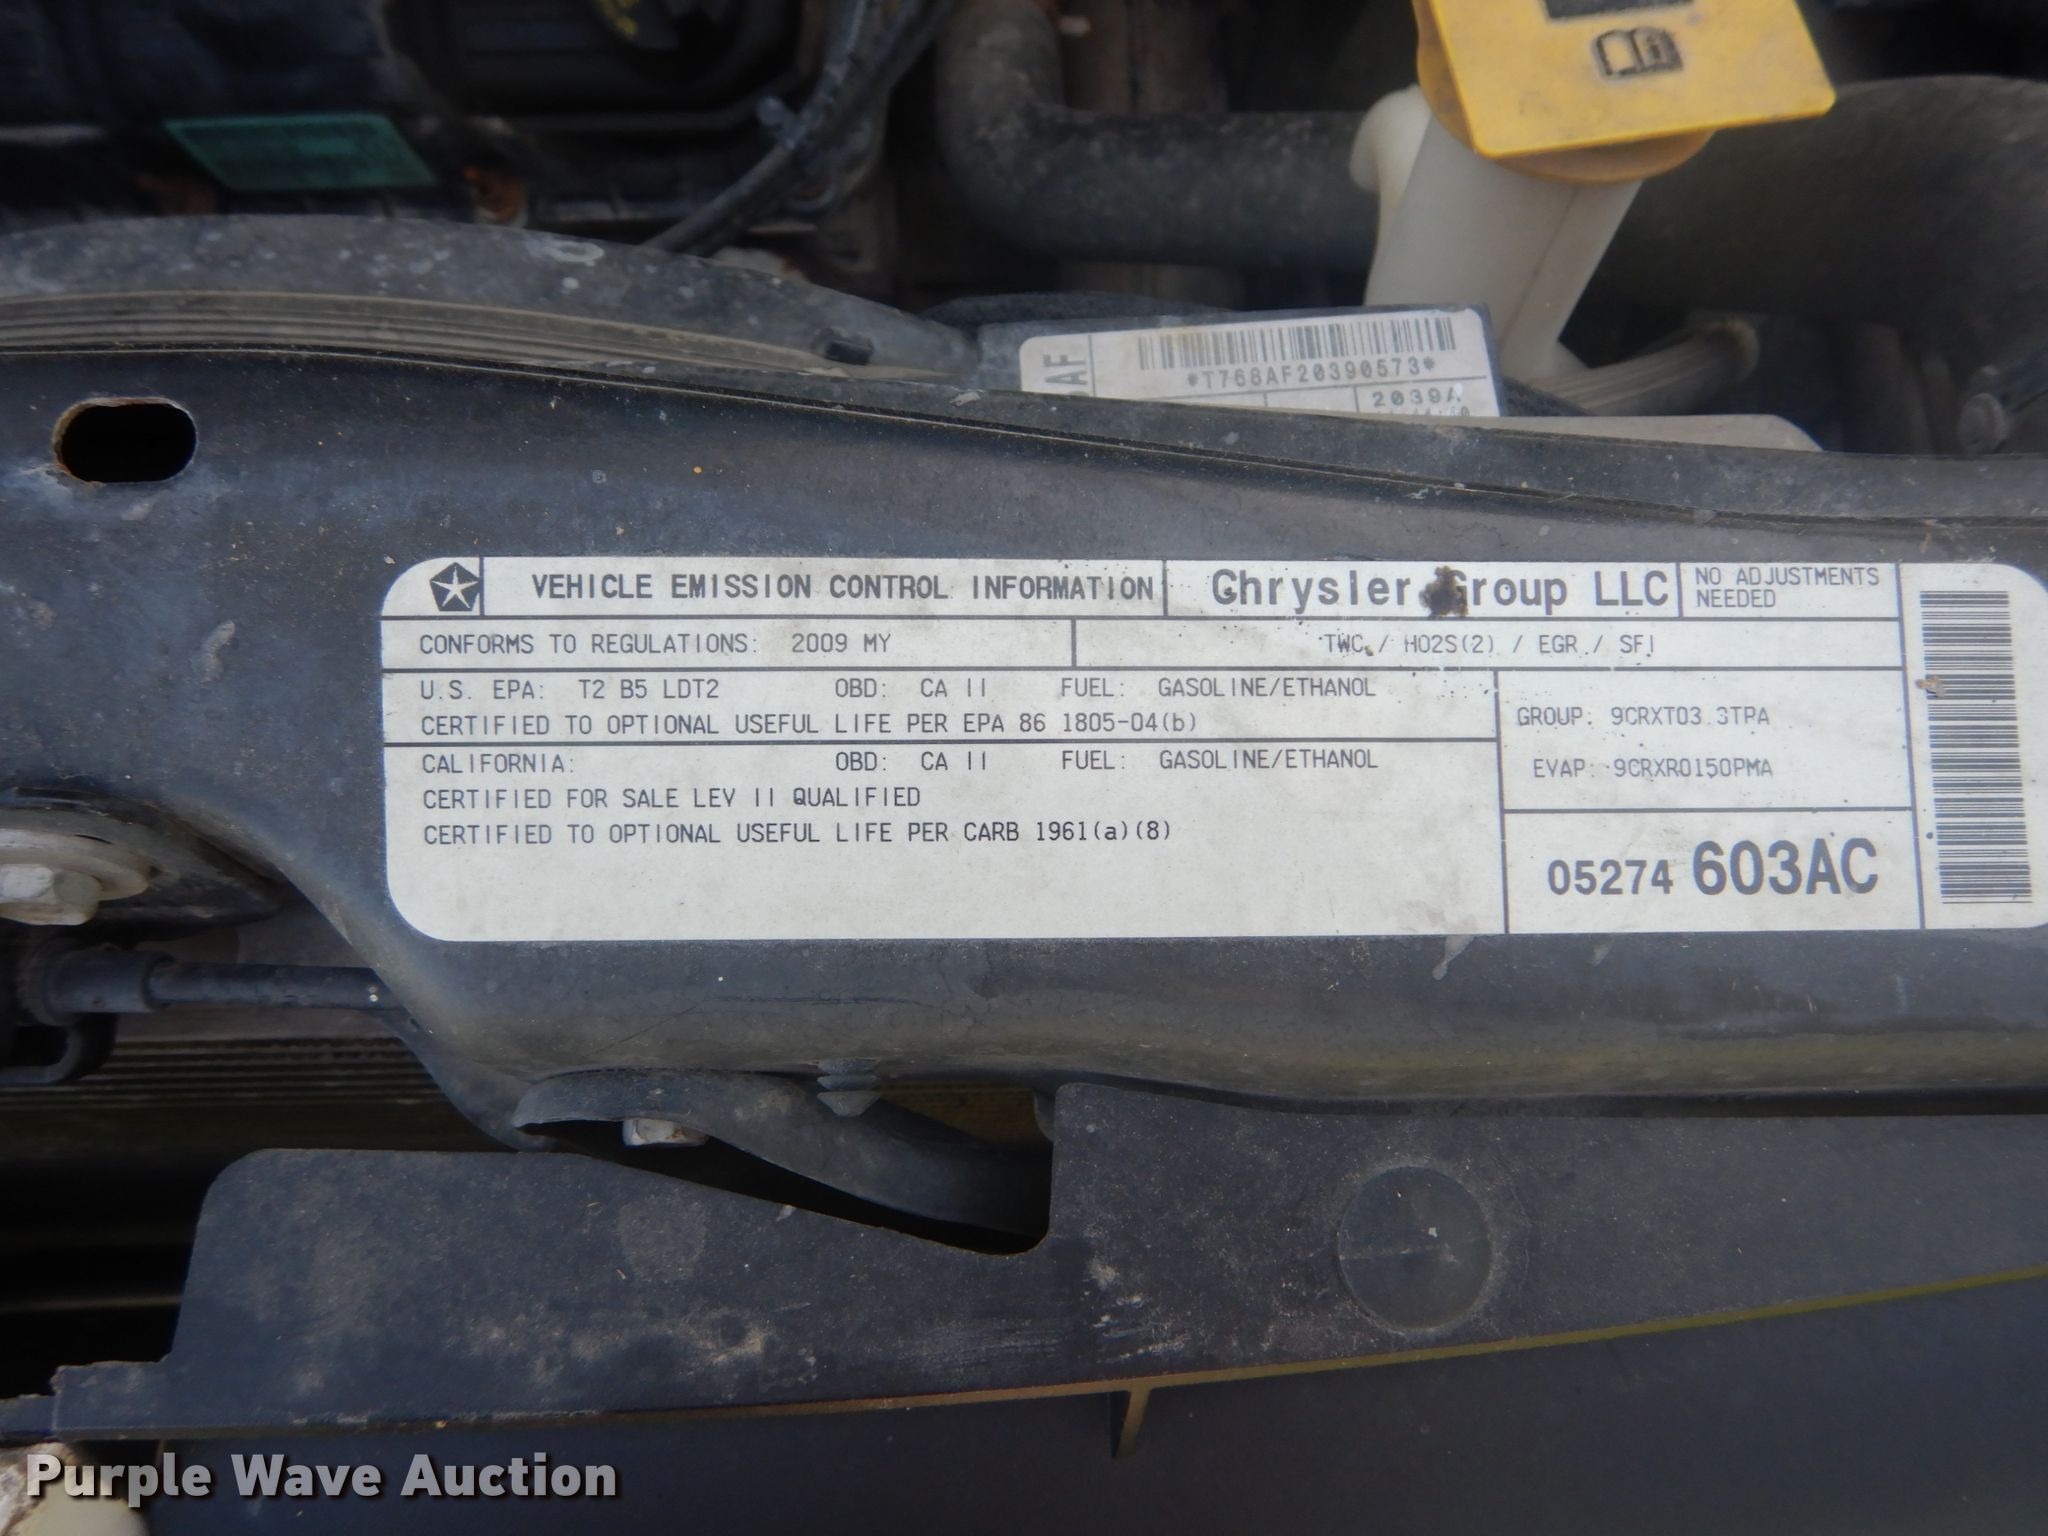 *T768AF20390573*
2039A
VEHICLE EMISSION CONTROL INFORMATION
Chrysler Group LLC
NO ADJUSTMENTS
NEEDED
CONFORMS TO REGULATIONS: 2009 MY
TWC / HO2S(2) / EGR / SFI
U.S. EPA: T2 B5 LDT2 OBD: CA II FUEL: GASOLINE/ETHANOL
CERTIFIED TO OPTIONAL USEFUL LIFE PER EPA 86 1805-04(b)
CALIFORNIA: OBD: CA II FUEL: GASOLINE/ETHANOL
CERTIFIED FOR SALE LEV II QUALIFIED
CERTIFIED TO OPTIONAL USEFUL LIFE PER CARB 1961(a)(8)
GROUP: 9CRXT03.3TPA
EVAP: 9CRXR0150PMA
05274 603AC
Purple Wave Auction